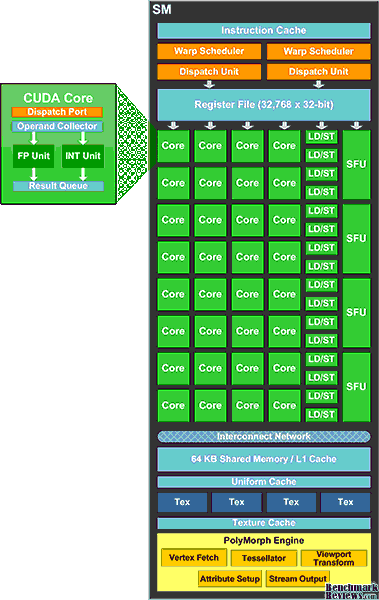 SM
Instruction Cache
Warp Scheduler Warp Scheduler
Dispatch Unit Dispatch Unit
Register File (32,768 x 32-bit)
CUDA Core
Dispatch Port
Operand Collector
FP Unit INT Unit
Result Queue
Core Core Core Core LD/ST
LD/ST
SFU
Core Core Core Core LD/ST
LD/ST
Core Core Core Core LD/ST
LD/ST
SFU
Core Core Core Core LD/ST
LD/ST
Core Core Core Core LD/ST
LD/ST
SFU
Core Core Core Core LD/ST
LD/ST
Core Core Core Core LD/ST
LD/ST
SFU
Core Core Core Core LD/ST
LD/ST
Interconnect Network
64 KB Shared Memory / L1 Cache
Uniform Cache
Tex Tex Tex Tex
Texture Cache
PolyMorph Engine
Vertex Fetch Tessellator Viewport
Transform
Attribute Setup Stream Output
Benchmark
Reviews.com